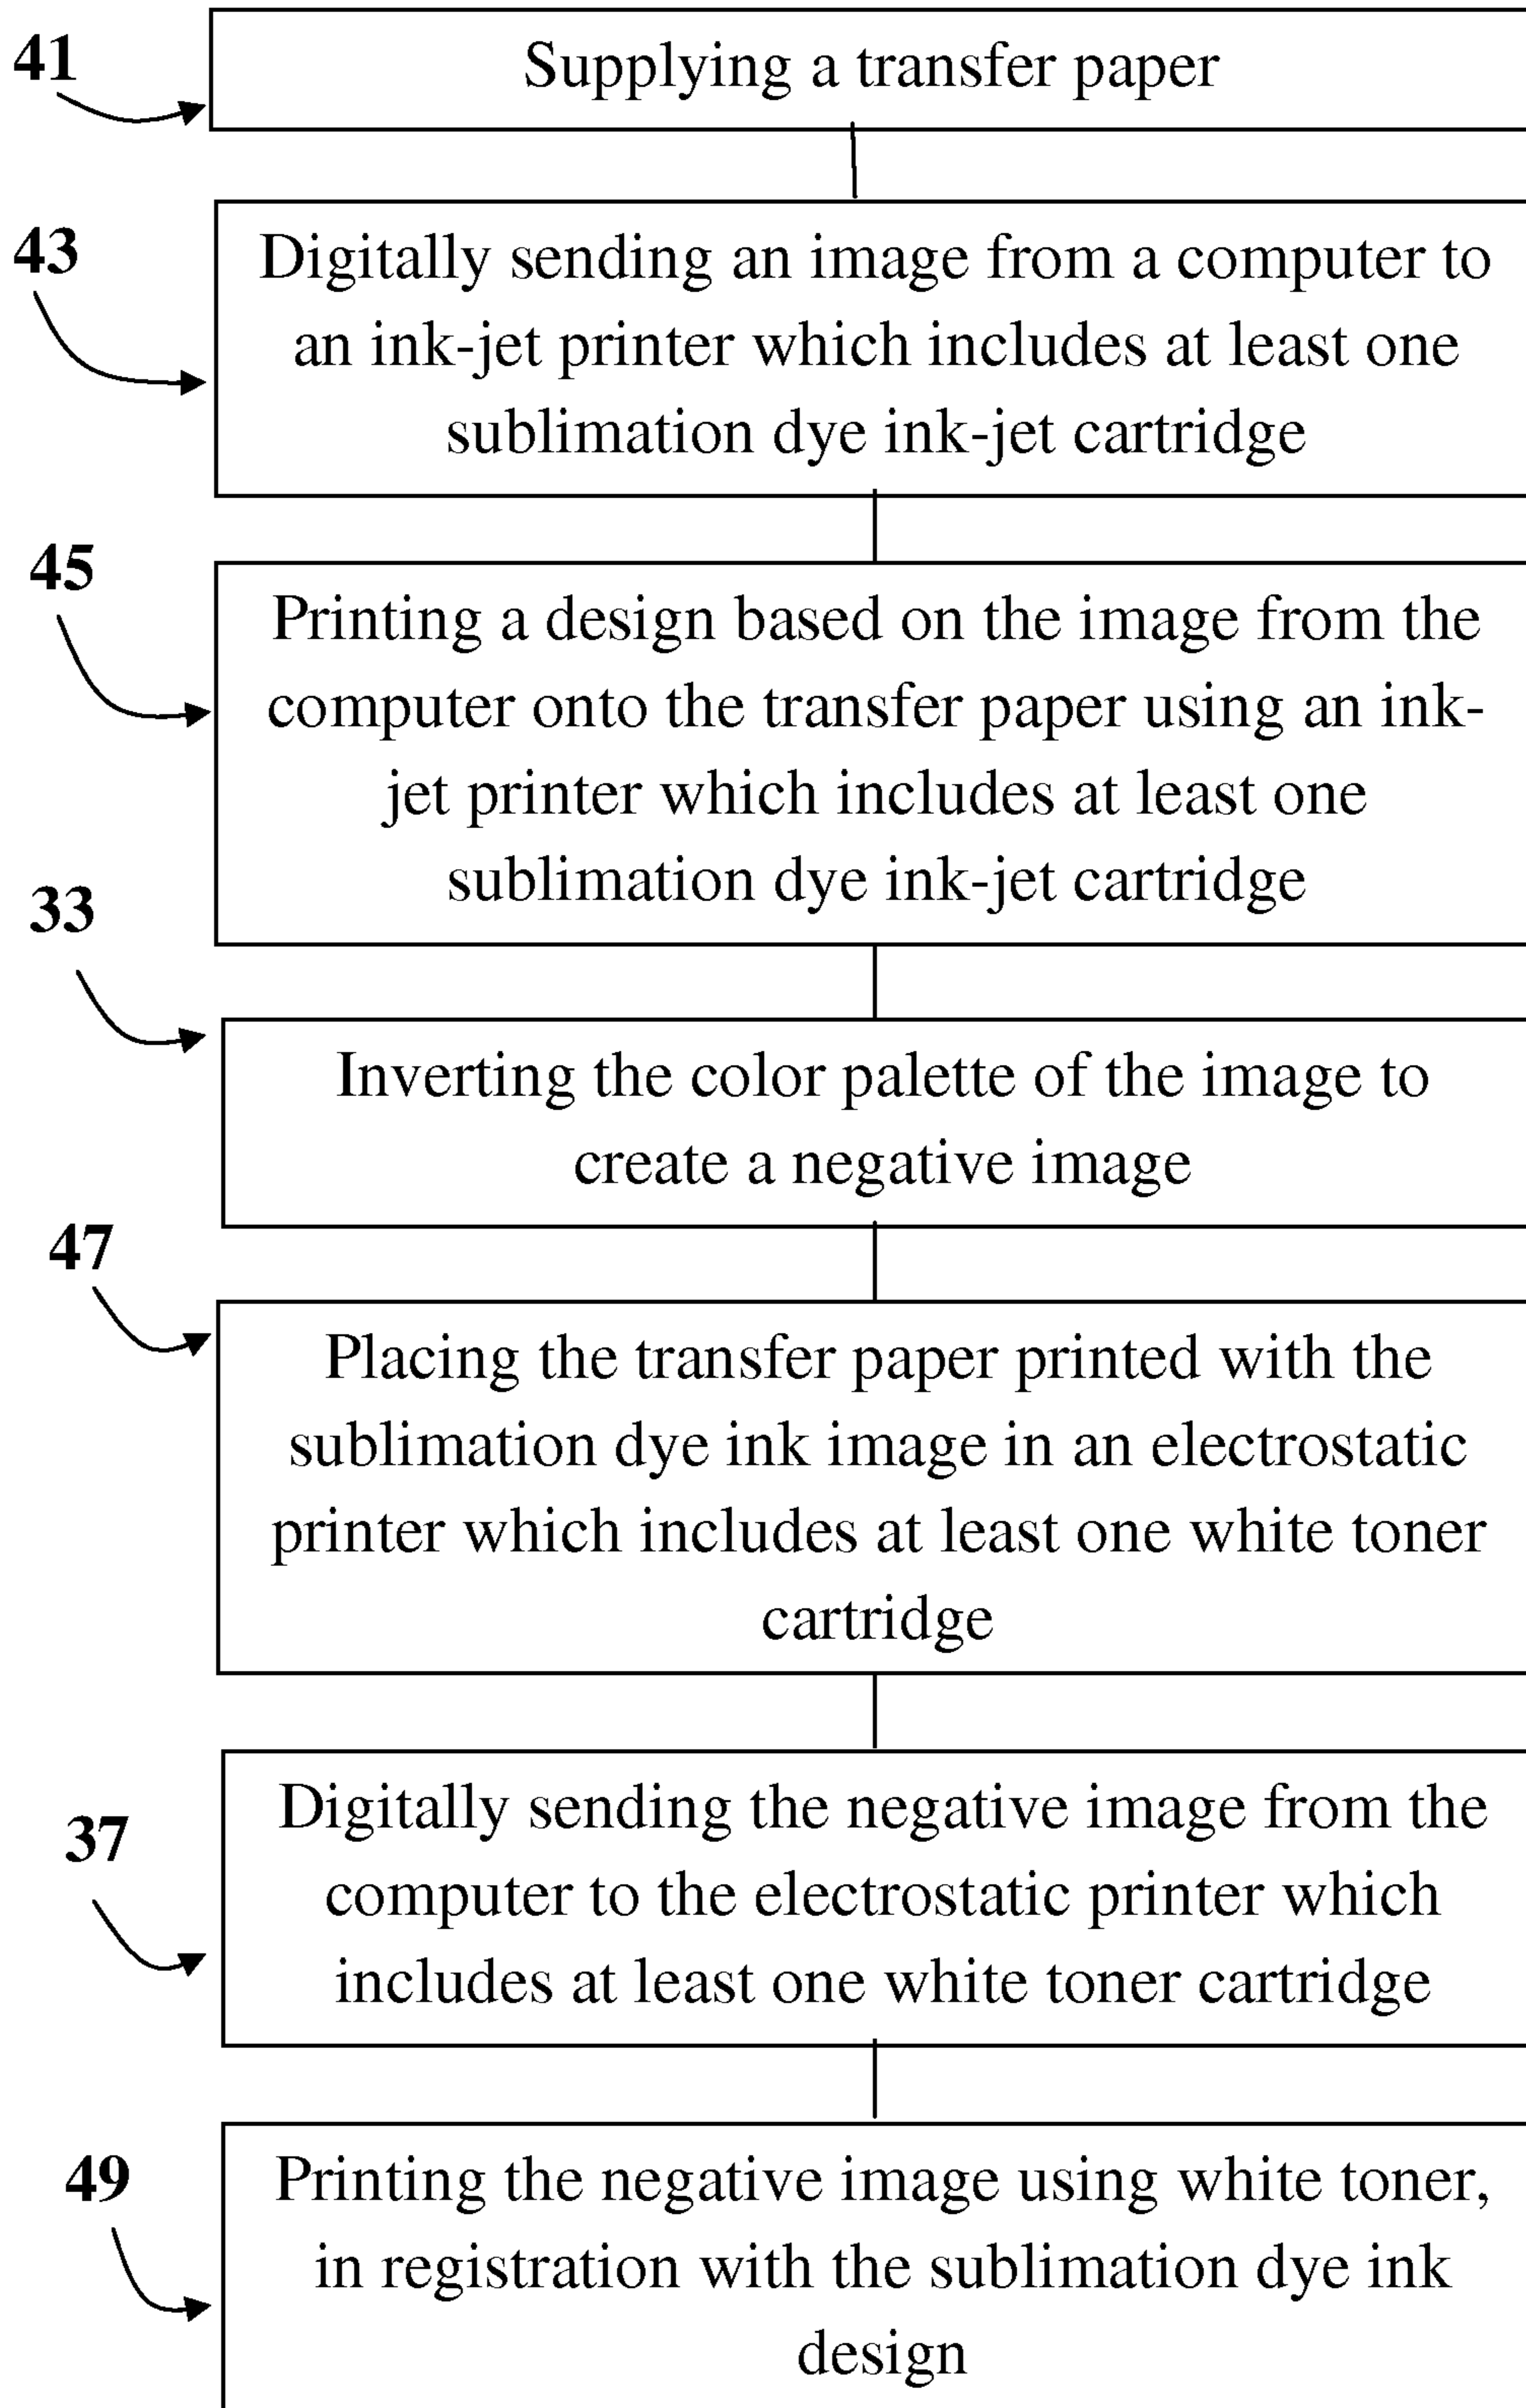 41
Supplying a transfer paper
43
Digitally sending an image from a computer to
an ink-jet printer which includes at least one
sublimation dye ink-jet cartridge
45
Printing a design based on the image from the
computer onto the transfer paper using an ink-
jet printer which includes at least one
sublimation dye ink-jet cartridge
33
Inverting the color palette of the image to
create a negative image
47
Placing the transfer paper printed with the
sublimation dye ink image in an electrostatic
printer which includes at least one white toner
cartridge
37
Digitally sending the negative image from the
computer to the electrostatic printer which
includes at least one white toner cartridge
49
Printing the negative image using white toner,
in registration with the sublimation dye ink
design